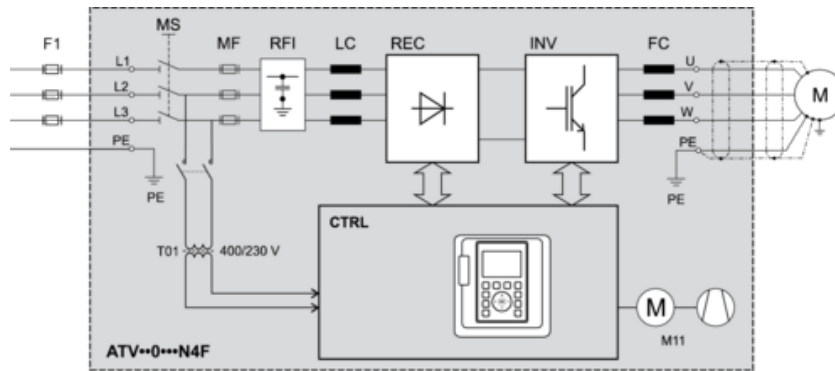 MS
F1 MF RFI LC REC INV FC
L1 U
L2 V
L3 W
M
PE PE
PE PE
CTRL
T01 400/230 V
M
M11
ATV••0•••N4F